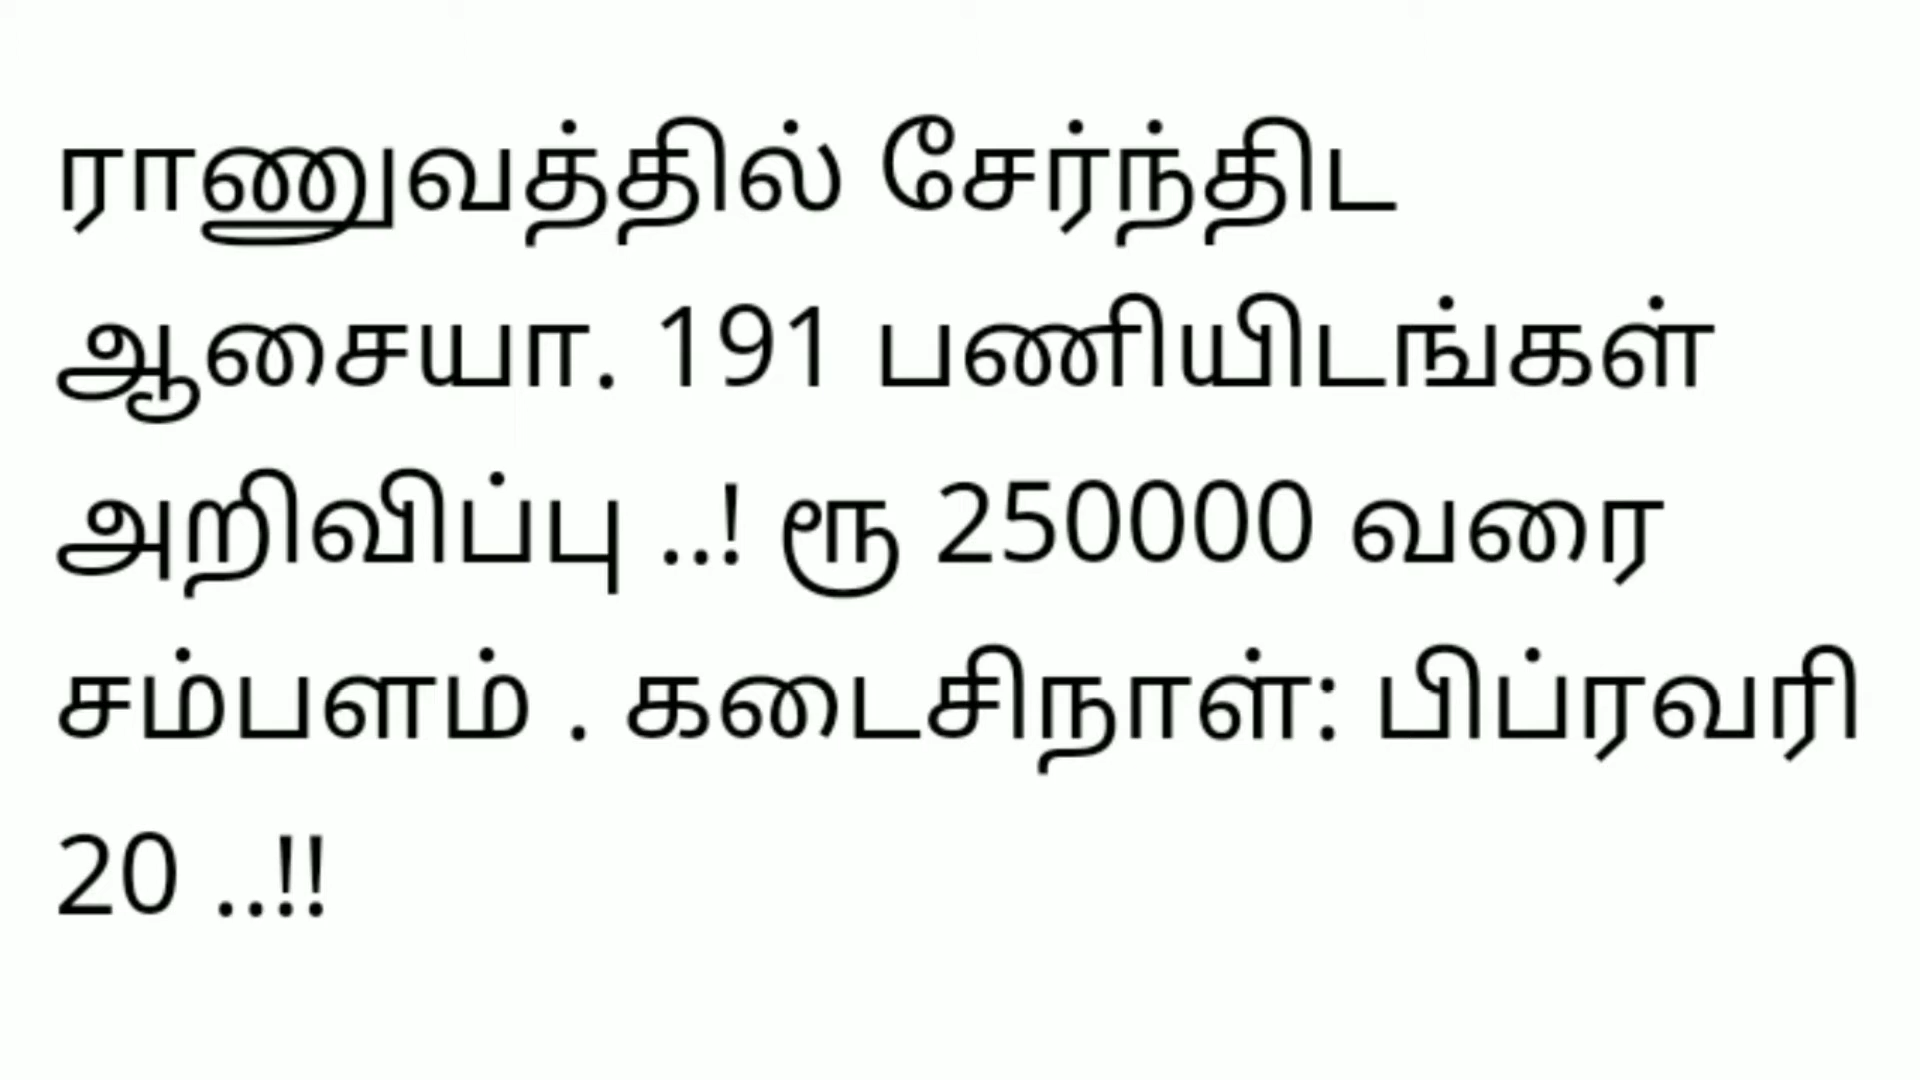 ராணுவத்தில் சேர்ந்திட
ஆசையா. 191 பணியிடங்கள்
அறிவிப்பு ..! ரூ 250000 வரை
சம்பளம் . கடைசிநாள்: பிப்ரவரி
20 ..!!